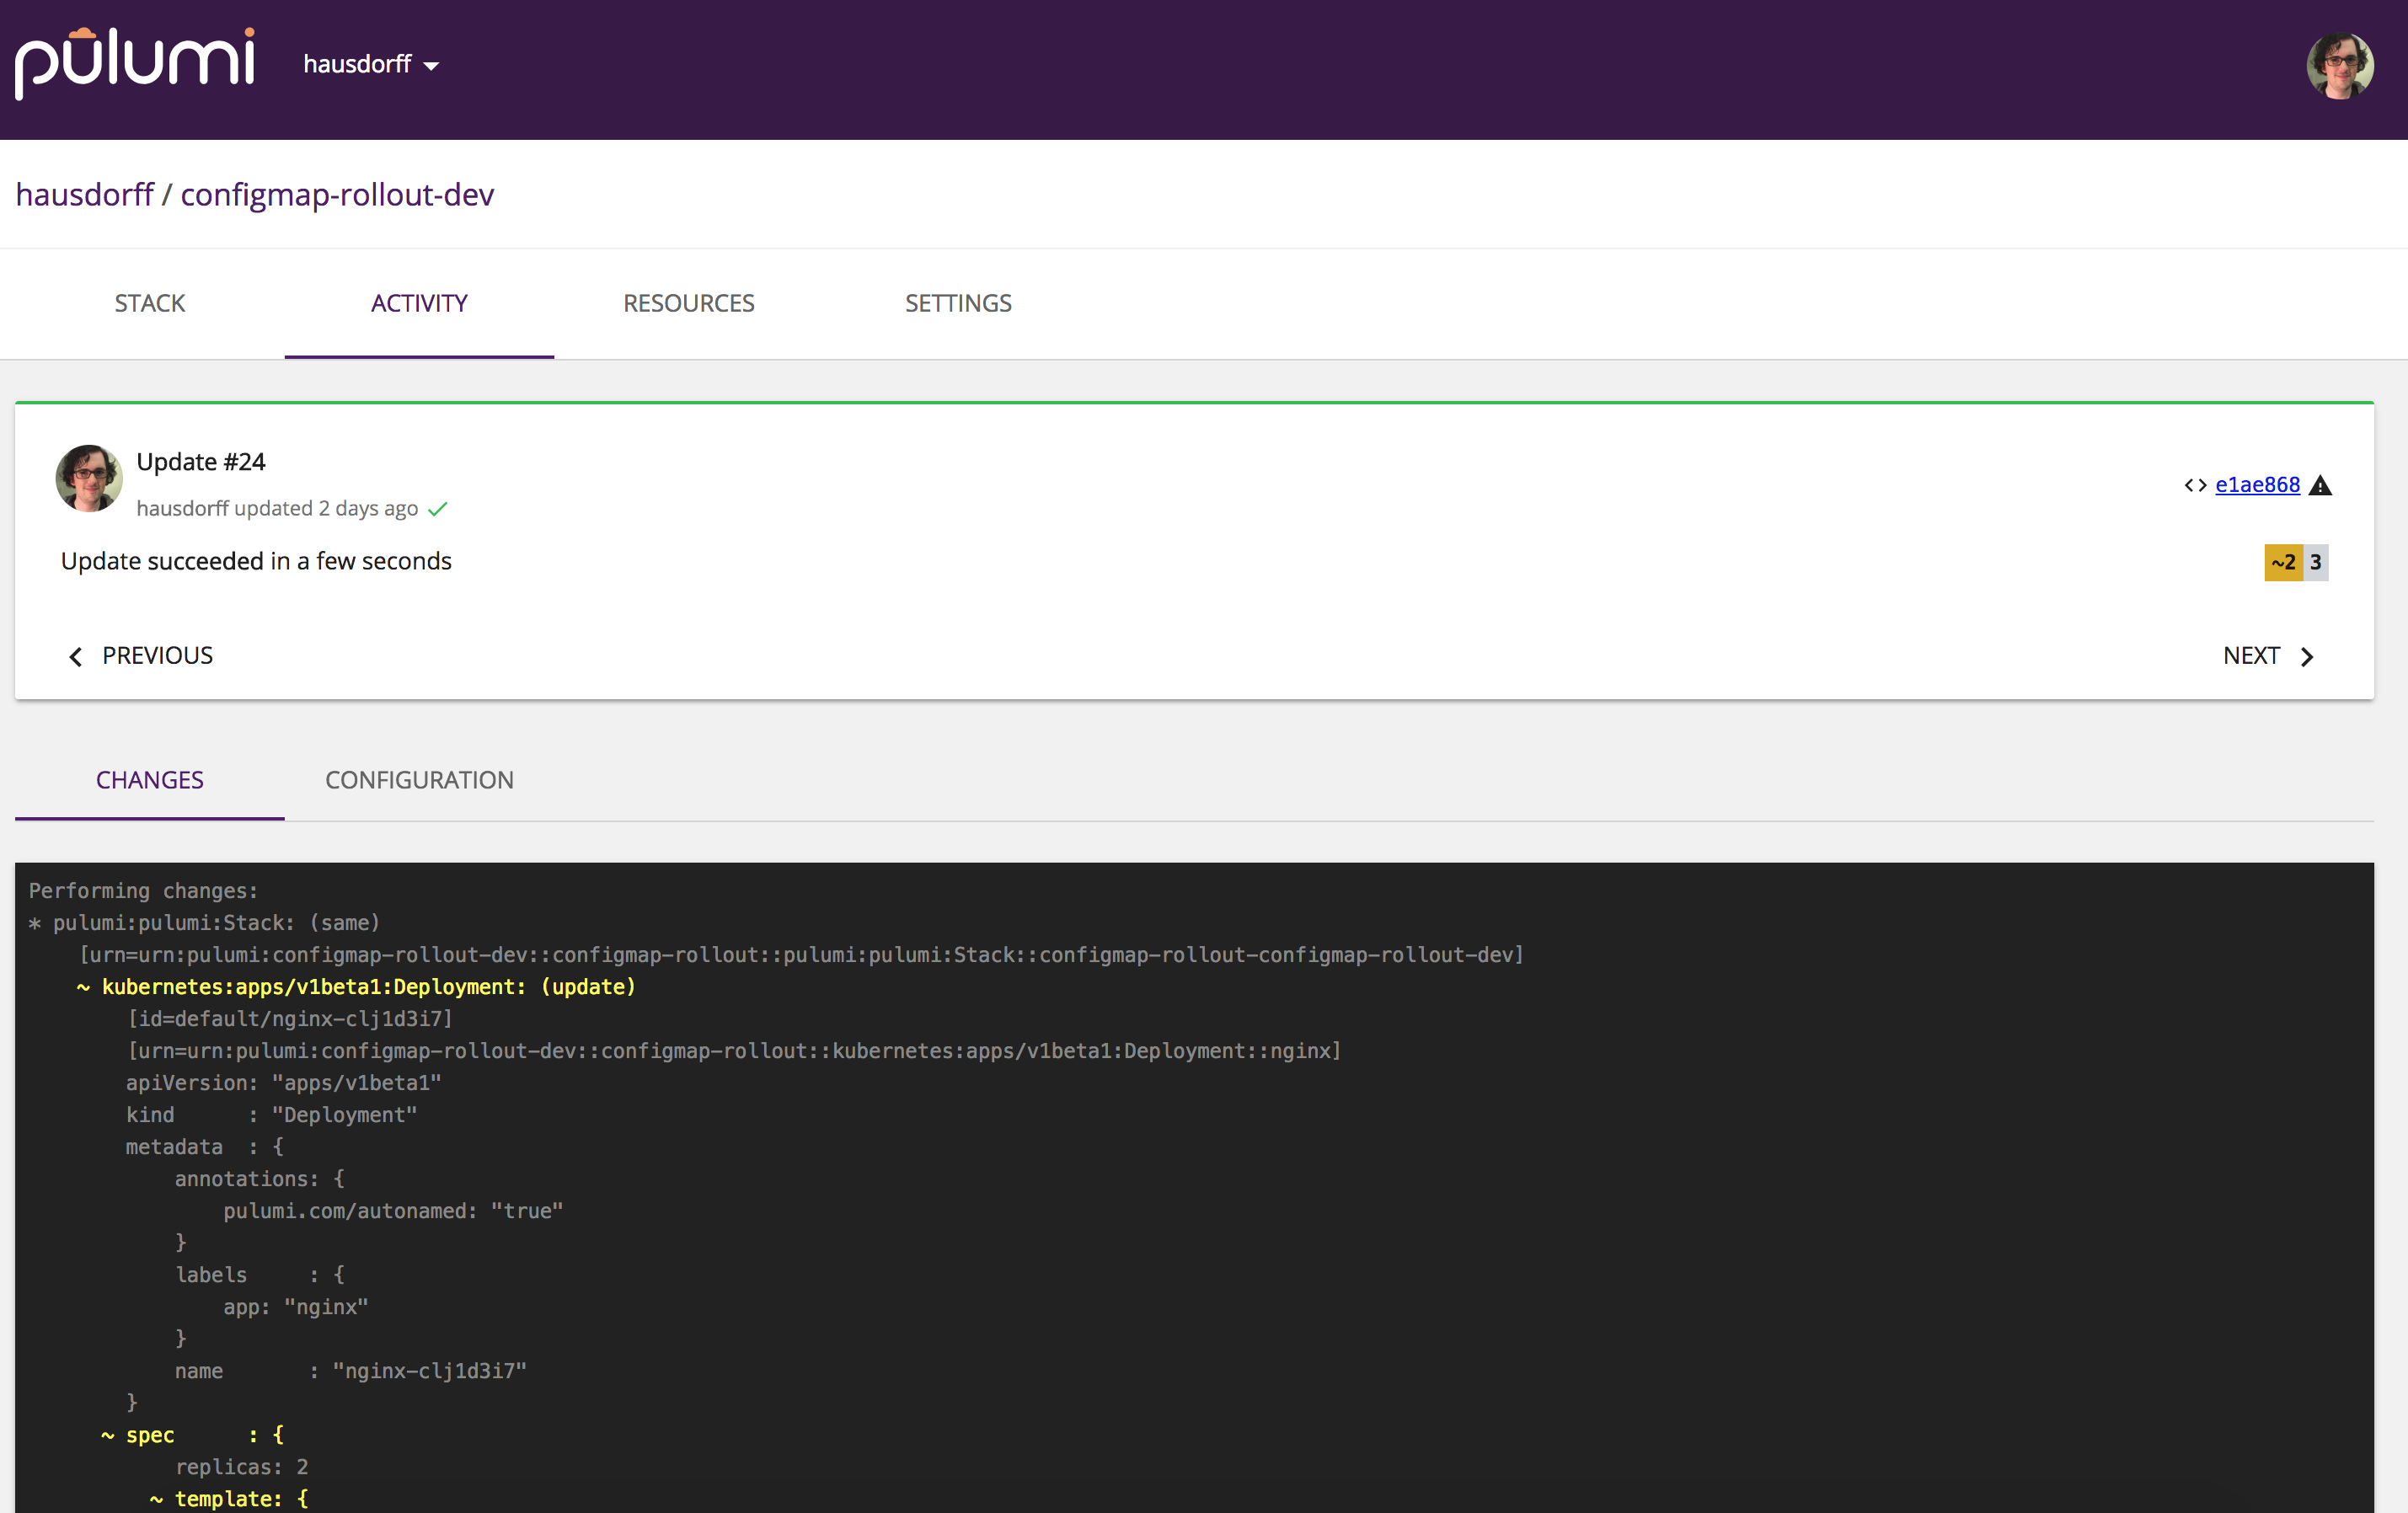 pulumi hausdorff
hausdorff / configmap-rollout-dev
STACK ACTIVITY RESOURCES SETTINGS
Update #24
hausdorff updated 2 days ago
<> e1ae868
Update succeeded in a few seconds
~2 3
PREVIOUS NEXT
CHANGES CONFIGURATION
Performing changes:
* pulumi:pulumi:Stack: (same)
    [urn=urn:pulumi:configmap-rollout-dev::configmap-rollout::pulumi:pulumi:Stack::configmap-rollout-configmap-rollout-dev]
    ~ kubernetes:apps/v1beta1:Deployment: (update)
        [id=default/nginx-clj1d3i7]
        [urn=urn:pulumi:configmap-rollout-dev::configmap-rollout::kubernetes:apps/v1beta1:Deployment::nginx]
        apiVersion: "apps/v1beta1"
        kind      : "Deployment"
        metadata  : {
            annotations: {
                pulumi.com/autonamed: "true"
            }
            labels     : {
                app: "nginx"
            }
            name       : "nginx-clj1d3i7"
        }
      ~ spec      : {
            replicas: 2
          ~ template: {